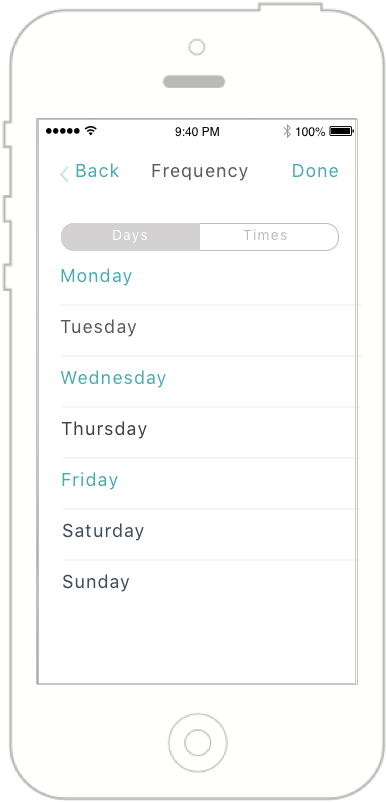 9:40 PM 100%
Back Frequency Done
Days Times
Monday
Tuesday
Wednesday
Thursday
Friday
Saturday
Sunday